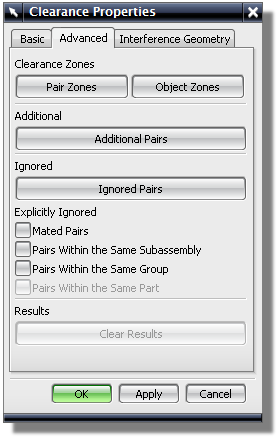 Clearance Properties
Basic Advanced Interference Geometry
Clearance Zones
Pair Zones Object Zones
Additional
Additional Pairs
Ignored
Ignored Pairs
Explicitly Ignored
Mated Pairs
Pairs Within the Same Subassembly
Pairs Within the Same Group
Pairs Within the Same Part
Results
Clear Results
OK Apply Cancel